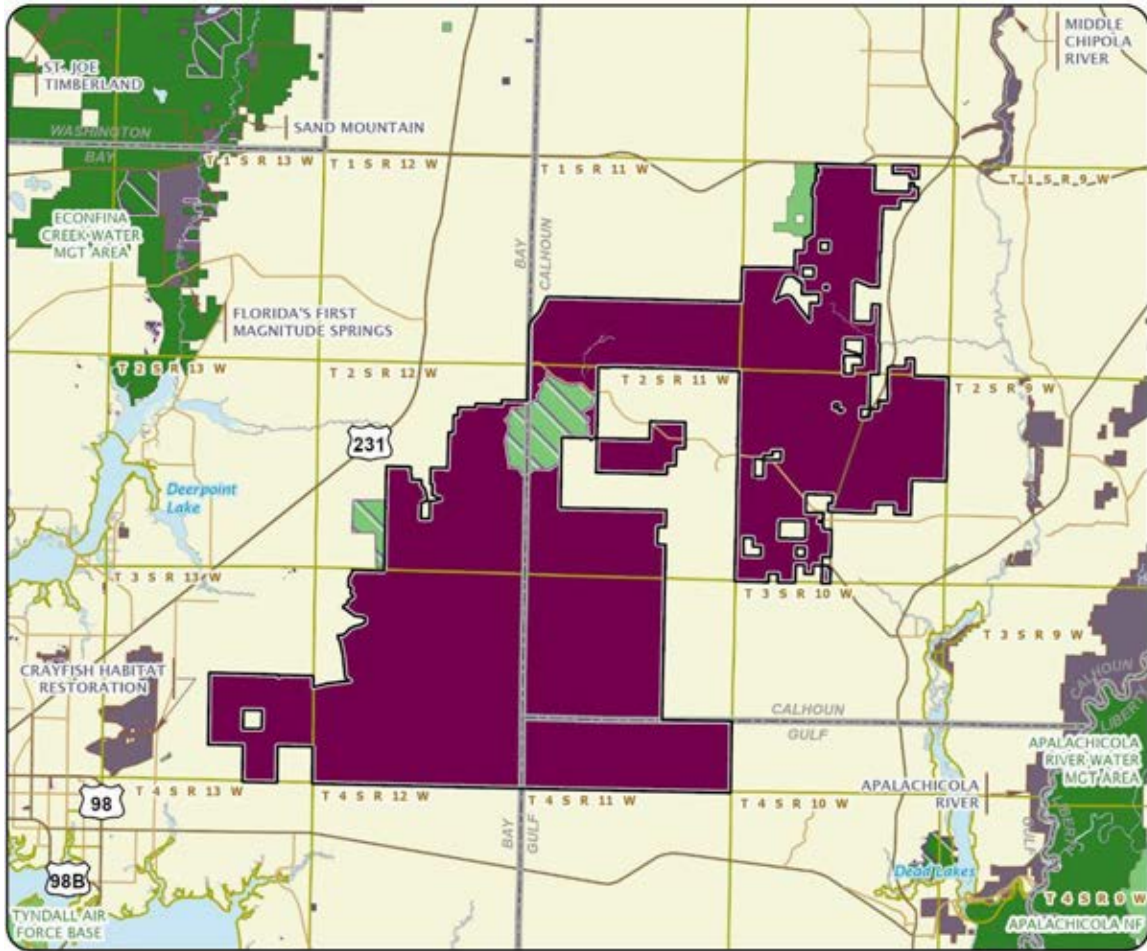 MIDDLE
CHIPOLA
RIVER
ST. JOE
TIMBERLAND
SAND MOUNTAIN
WASHINGTON
BAY
T 1 S R 13 W
T 1 S R 12 W
T 1 S R 11 W
T 1 S R 9 W
ECONFINA
CREEK WATER
MGT AREA
BAY
CALHOUN
FLORIDA'S FIRST
MAGNITUDE SPRINGS
T 2 S R 13 W
T 2 S R 12 W
T 2 S R 11 W
T 2 S R 9 W
231
Deerpoint
Lake
T 3 S R 13 W
T 3 S R 10 W
T 3 S R 9 W
CRAYFISH HABITAT
RESTORATION
CALHOUN
LIBERTY
CALHOUN
GULF
APALACHICOLA
RIVER WATER
MGT AREA
APALACHICOLA
RIVER
98
T 4 S R 13 W
T 4 S R 12 W
T 4 S R 11 W
T 4 S R 10 W
BAY
GULF
LIBERTY
GULF
98B
Dead Lakes
TYNDALL AIR
FORCE BASE
T 4 S R 9 W
APALACHICOLA NF